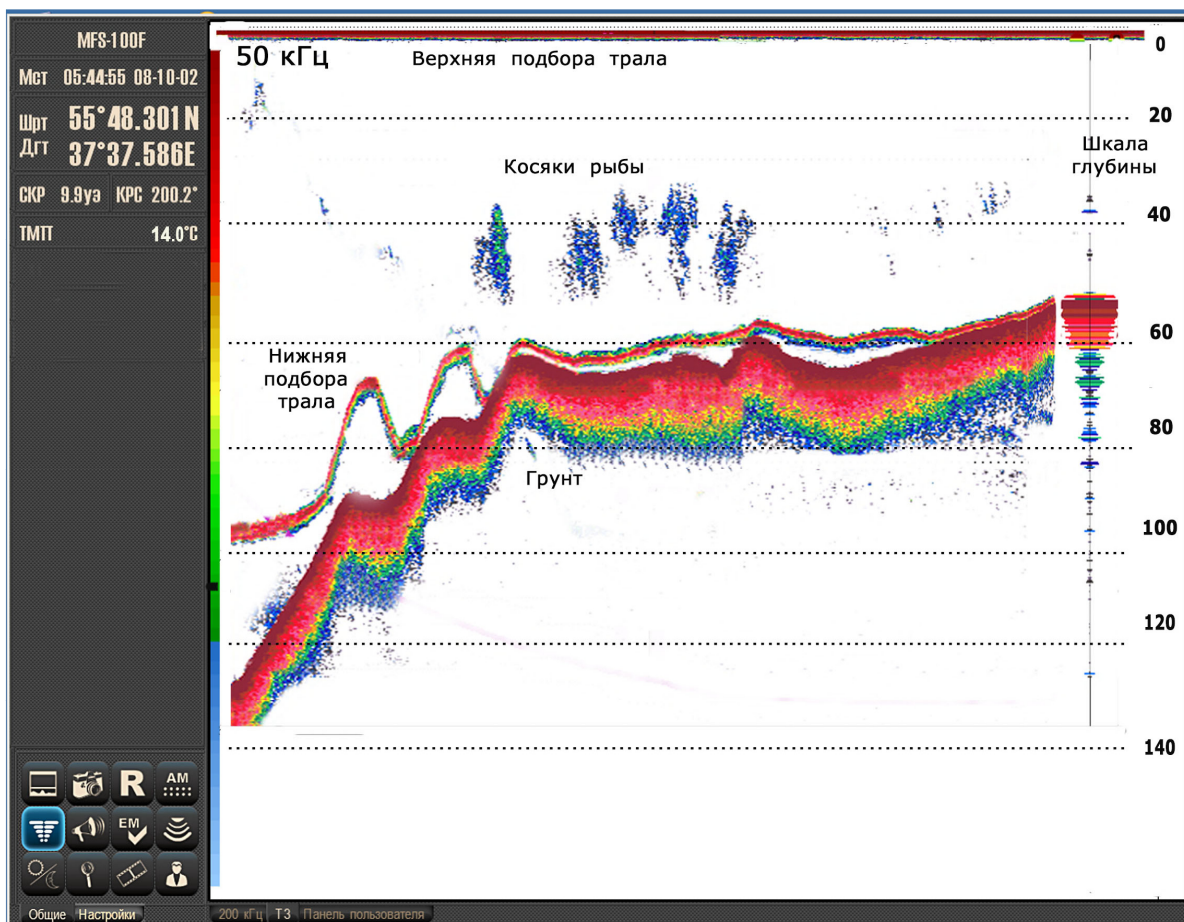 MFS-100F
Мст 05:44:55 08-10-02
Шрт 55°48.301N
Дгт 37°37.586E
СКР 9.9уэ КРС 200.2°
ТМП 14.0°C
50 кГц
Верхняя подбора трала
Косяки рыбы
Шкала
глубины
Нижняя
подбора
трала
Грунт
0
20
40
60
80
100
120
140
R
AM
EM
Общие Настройки
200 кГц ТЗ Панель пользователя